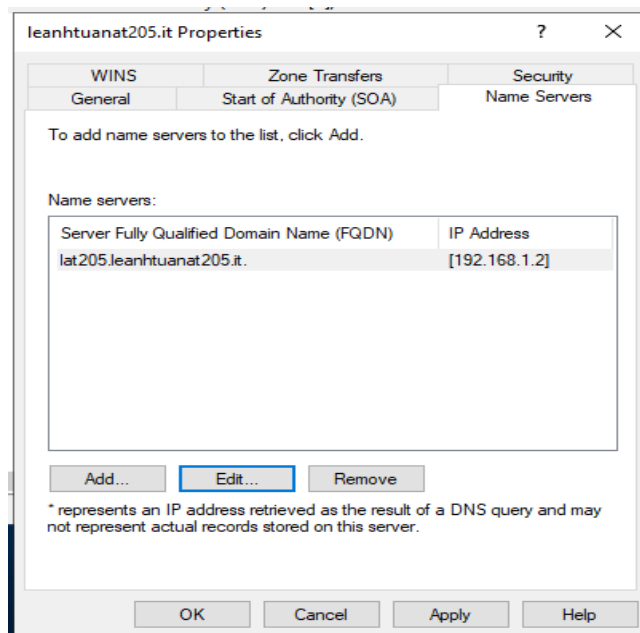 leanhtuanat205.it Properties ? ×
WINS Zone Transfers Security
General Start of Authority (SOA) Name Servers
To add name servers to the list, click Add.
Name servers:
Server Fully Qualified Domain Name (FQDN) IP Address
lat205.leanhtuanat205.it. [192.168.1.2]
Add... Edit... Remove
* represents an IP address retrieved as the result of a DNS query and may
not represent actual records stored on this server.
OK Cancel Apply Help